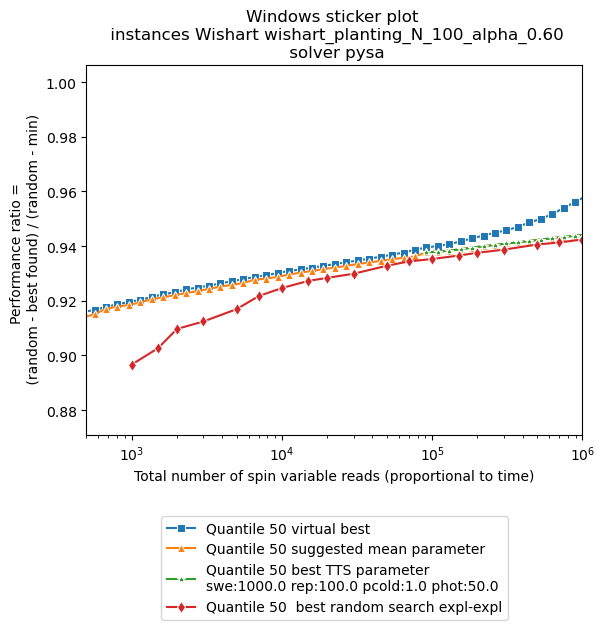 Windows sticker plot
instances Wishart wishart_planting_N_100_alpha_0.60
solver pysa
Performance ratio =
(random - best found) / (random - min)
1.00
0.98
0.96
0.94
0.92
0.90
0.88
10³ 10⁴ 10⁵ 10⁶
Total number of spin variable reads (proportional to time)
Quantile 50 virtual best
Quantile 50 suggested mean parameter
Quantile 50 best TTS parameter
swe:1000.0 rep:100.0 pcold:1.0 phot:50.0
Quantile 50  best random search expl-expl